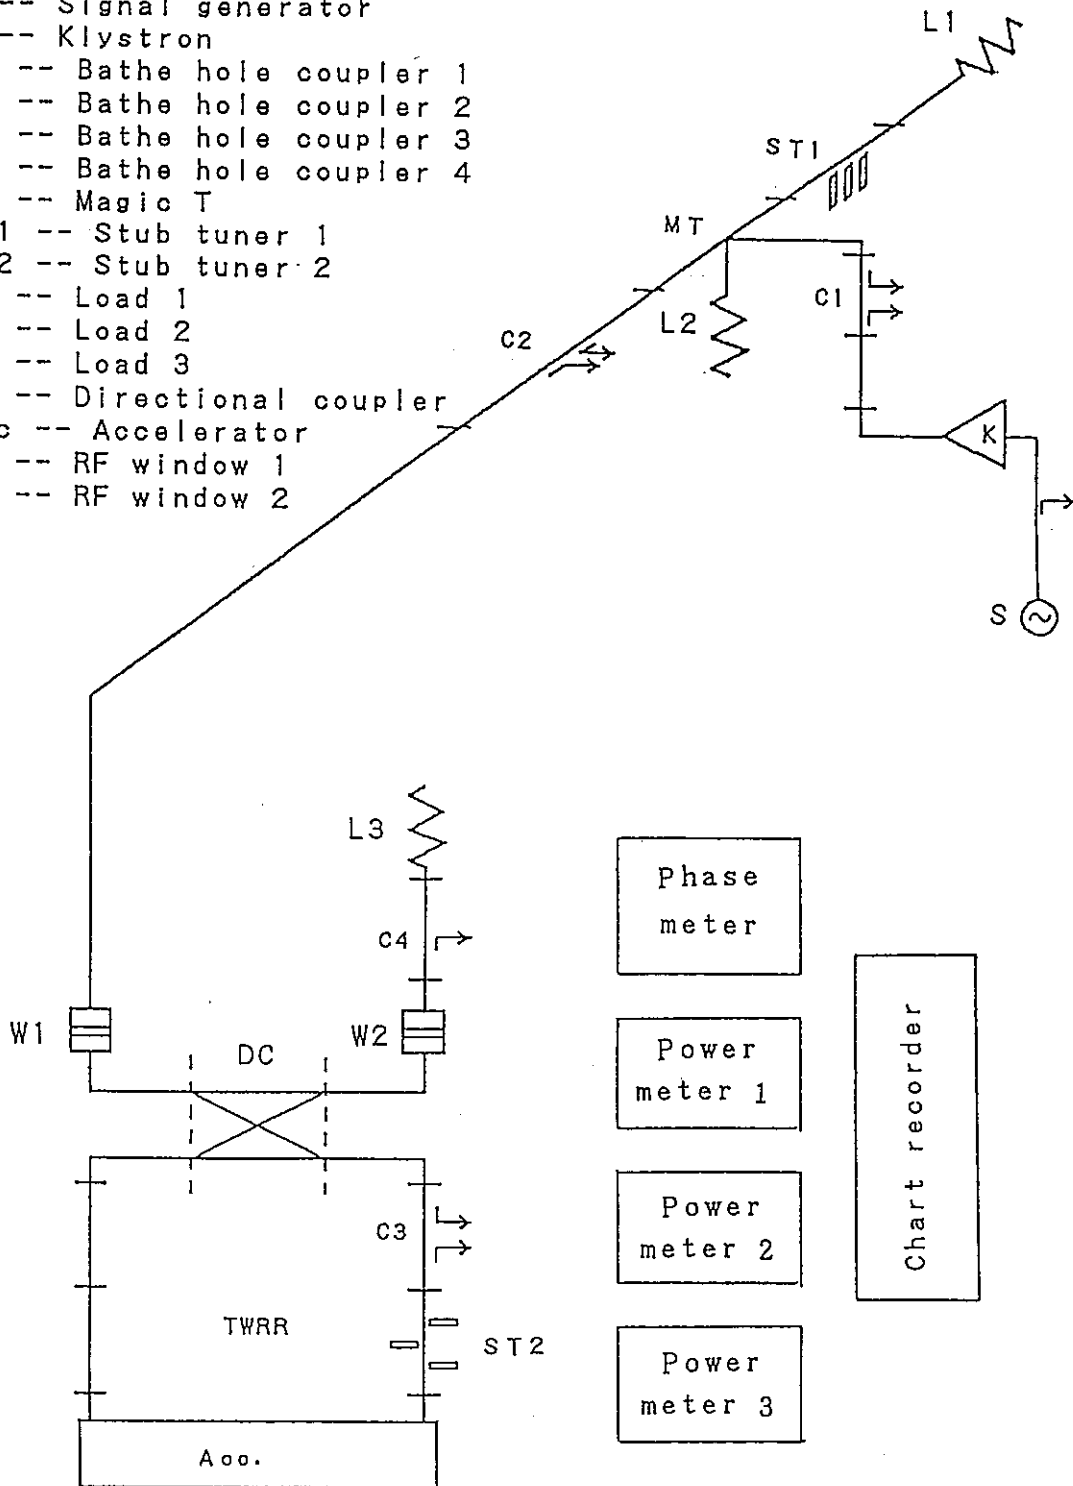 -- Signal generator
-- Klystron
-- Bathe hole coupler 1
-- Bathe hole coupler 2
-- Bathe hole coupler 3
-- Bathe hole coupler 4
-- Magic T
1 -- Stub tuner 1
2 -- Stub tuner 2
-- Load 1
-- Load 2
-- Load 3
-- Directional coupler
c -- Accelerator
-- RF window 1
-- RF window 2
L1
ST1
MT
C1
L2
C2
K
S
L3
C4
W1
W2
DC
C3
TWRR
ST2
Acc.
Phase
meter
Power
meter 1
Power
meter 2
Power
meter 3
Chart recorder